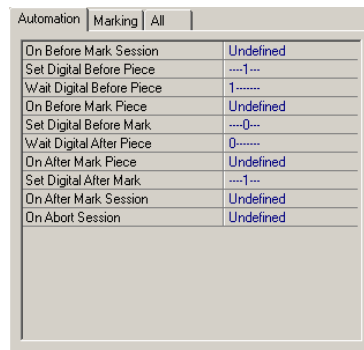 Automation Marking All
On Before Mark Session Undefined
Set Digital Before Piece ----1---
Wait Digital Before Piece 1-------
On Before Mark Piece Undefined
Set Digital Before Mark ----0---
Wait Digital After Piece 0-------
On After Mark Piece Undefined
Set Digital After Mark ----1---
On After Mark Session Undefined
On Abort Session Undefined